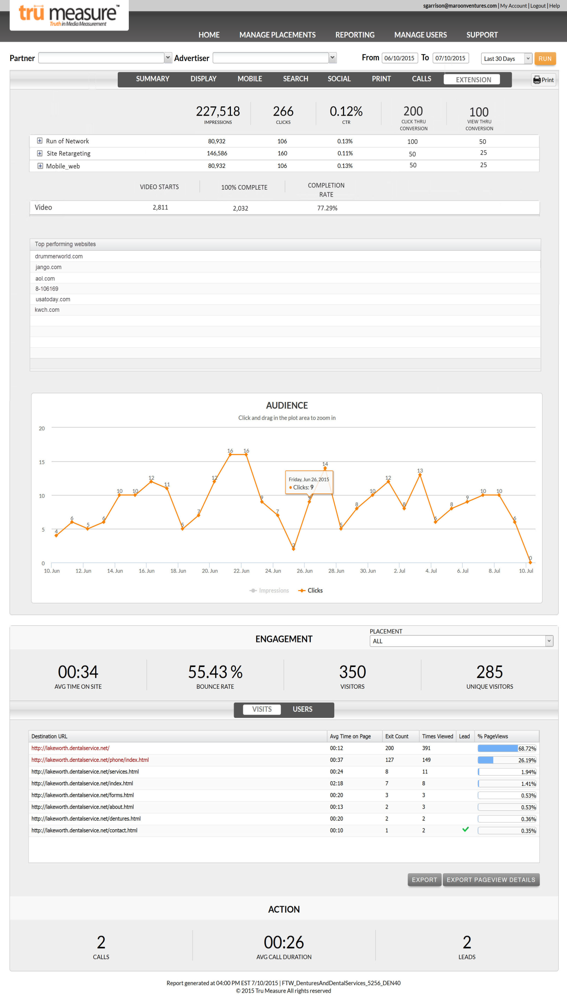 sgarrison@maroonventures.com | My Account | Logout | Help
trü measure™
Truth in Media Measurement
HOME MANAGE PLACEMENTS REPORTING MANAGE USERS SUPPORT
Partner Advertiser From 06/10/2015 To 07/10/2015 Last 30 Days RUN
SUMMARY DISPLAY MOBILE SEARCH SOCIAL PRINT CALLS EXTENSION Print
227,518 266 0.12% 200 100
IMPRESSIONS CLICKS CTR CLICK THRU VIEW THRU
CONVERSION CONVERSION
Run of Network 80,932 106 0.13% 100 50
Site Retargeting 146,586 160 0.11% 50 25
Mobile_web 80,932 106 0.13% 50 25
VIDEO STARTS 100% COMPLETE COMPLETION
RATE
Video 2,811 2,032 77.29%
Top performing websites
drummerworld.com
jango.com
aol.com
8-106169
usatoday.com
kwch.com
AUDIENCE
Click and drag in the plot area to zoom in
20
15
10
5
0
4 6 5 6 10 10 12 11 5 7 12 16 16 9 7 2 9 14 5 8 10 12 8 13 6 8 9 10 10 6 0
Friday, Jun 26, 2015
Clicks: 9
10. Jun 12. Jun 14. Jun 16. Jun 18. Jun 20. Jun 22. Jun 24. Jun 26. Jun 28. Jun 30. Jun 2. Jul 4. Jul 6. Jul 8. Jul 10. Jul
Impressions Clicks
PLACEMENT
ENGAGEMENT ALL
00:34 55.43 % 350 285
AVG TIME ON SITE BOUNCE RATE VISITORS UNIQUE VISITORS
VISITS USERS
Destination URL Avg Time on Page Exit Count Times Viewed Lead % PageViews
http://lakeworth.dentalservice.net/ 00:12 200 391 68.72%
http://lakeworth.dentalservice.net/phone/index.html 00:37 127 149 26.19%
http://lakeworth.dentalservice.net/services.html 00:24 8 11 1.94%
http://lakeworth.dentalservice.net/index.html 02:18 7 8 1.41%
http://lakeworth.dentalservice.net/forms.html 00:20 3 3 0.53%
http://lakeworth.dentalservice.net/about.html 00:13 2 3 0.53%
http://lakeworth.dentalservice.net/dentures.html 00:20 2 2 0.36%
http://lakeworth.dentalservice.net/contact.html 00:10 1 2 0.35%
EXPORT EXPORT PAGEVIEW DETAILS
ACTION
2 00:26 2
CALLS AVG CALL DURATION LEADS
Report generated at 04:00 PM EST 7/10/2015 | FTW_DenturesAndDentalServices_5256_DEN40
© 2015 Tru Measure All rights reserved